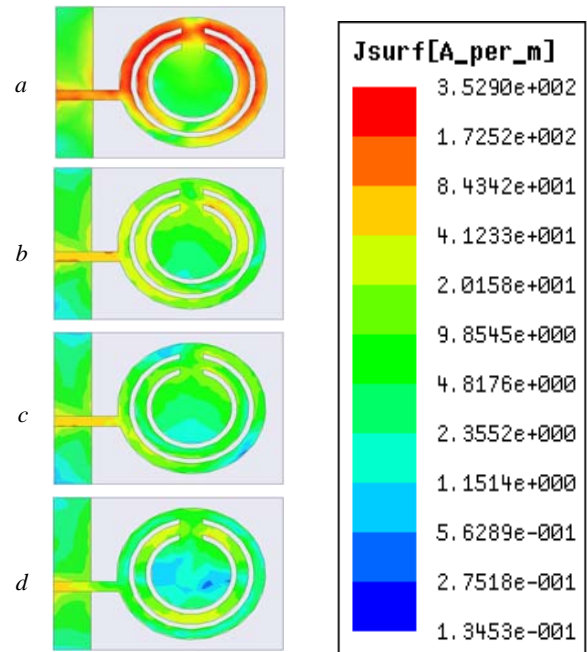 a
b
c
d
Jsurf[A_per_m]
3.5290e+002
1.7252e+002
8.4342e+001
4.1233e+001
2.0158e+001
9.8545e+000
4.8176e+000
2.3552e+000
1.1514e+000
5.6289e-001
2.7518e-001
1.3453e-001